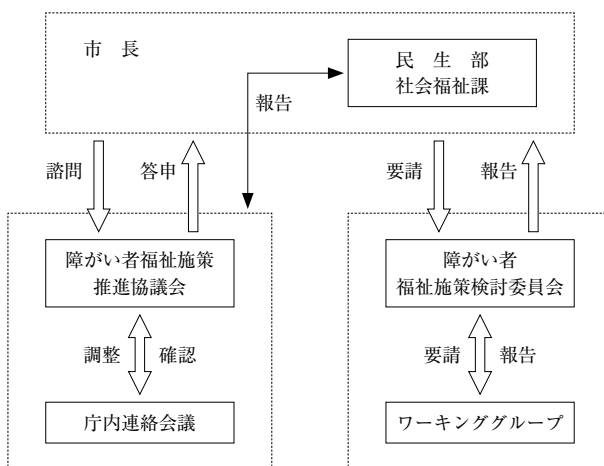 市　長
民　生　部
社会福祉課
報告
諮問
答申
要請
報告
障がい者福祉施策
推進協議会
障がい者
福祉施策検討委員会
調整
確認
要請
報告
庁内連絡会議
ワーキンググループ